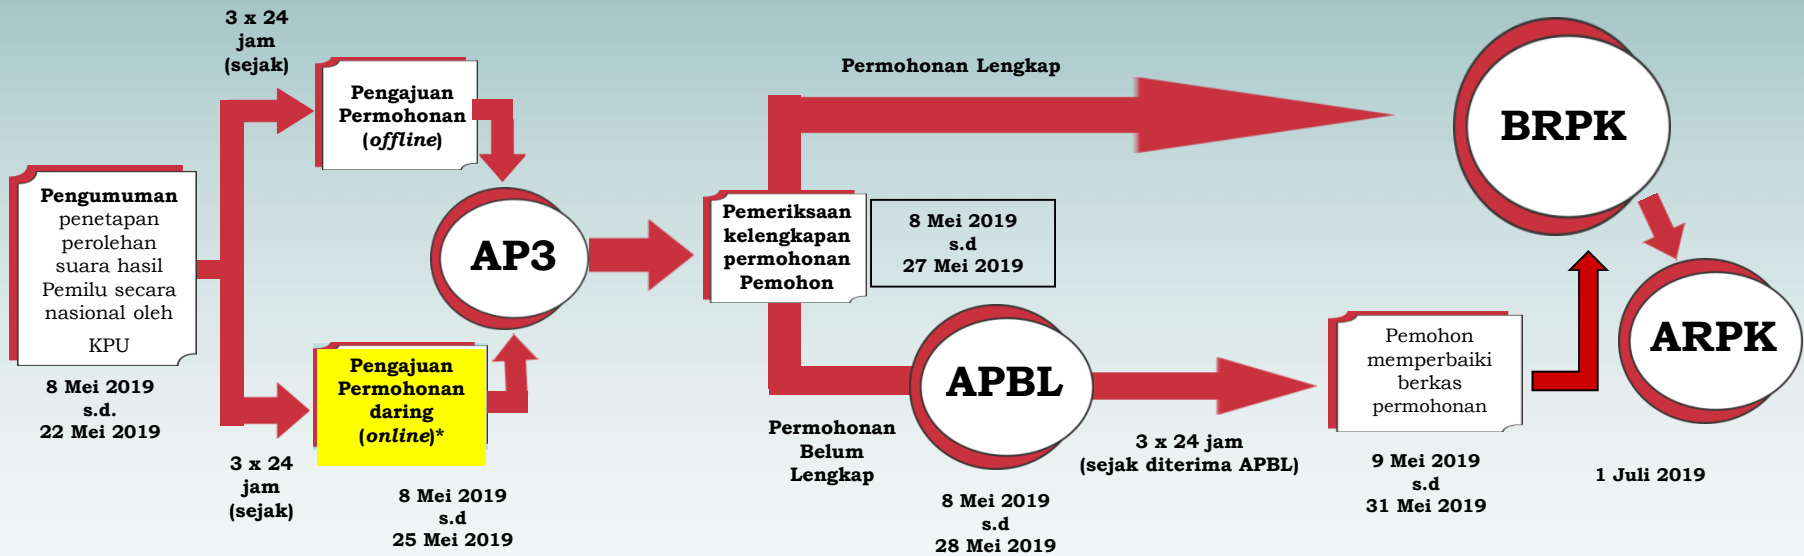 3 x 24
jam
(sejak)
Pengajuan
Permohonan
(offline)
Pengumuman
penetapan
perolehan
suara hasil
Pemilu secara
nasional oleh
KPU
8 Mei 2019
s.d.
22 Mei 2019
3 x 24
jam
(sejak)
Pengajuan
Permohonan
daring
(online)*
8 Mei 2019
s.d
25 Mei 2019
AP3
Pemeriksaan
kelengkapan
permohonan
Pemohon
8 Mei 2019
s.d
27 Mei 2019
Permohonan Lengkap
Permohonan
Belum
Lengkap
APBL
8 Mei 2019
s.d
28 Mei 2019
3 x 24 jam
(sejak diterima APBL)
Pemohon
memperbaiki
berkas
permohonan
9 Mei 2019
s.d
31 Mei 2019
BRPK
ARPK
1 Juli 2019